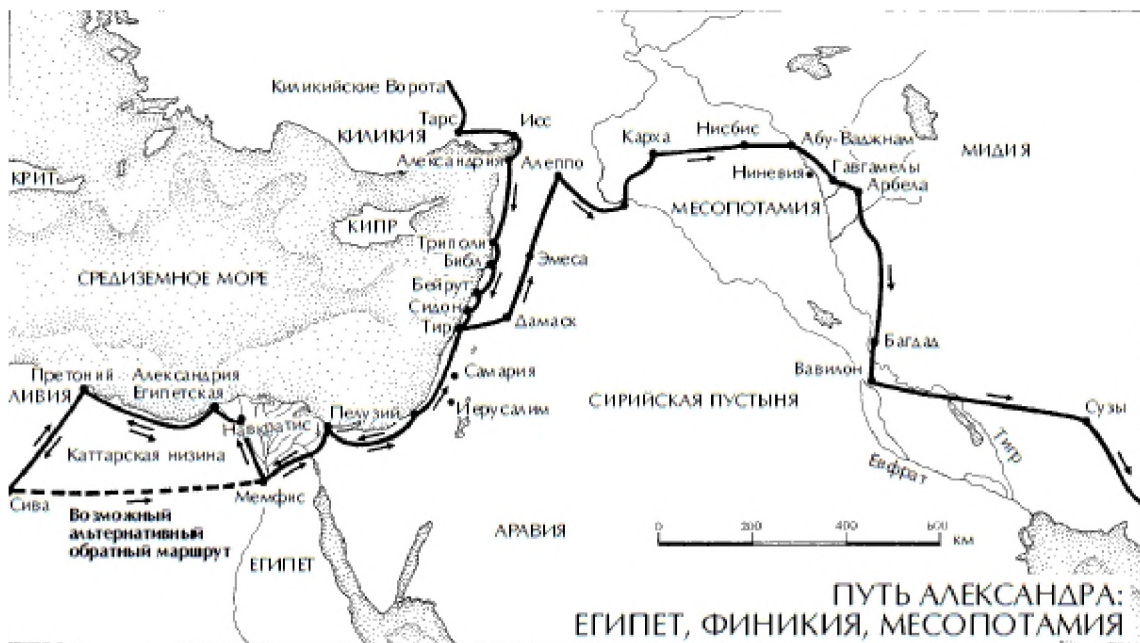 Киликийские Ворота
Тарс
Исс
КИЛИКИЯ
Карха
Нисбис
Абу-Ваджнам
МИДИЯ
Александрия
Алеппо
Гавгамелы
Ниневия
Арбела
КРИТ
МЕСОПОТАМИЯ
КИПР
Триполи
Библ
Эмеса
СРЕДИЗЕМНОЕ МОРЕ
Бейрут
Сидон
Тир
Дамаск
Багдад
Вавилон
Претоний
Александрия
Египетская
Самария
ЛИВИЯ
Пелузий
Иерусалим
СИРИЙСКАЯ ПУСТЫНЯ
Сузы
Навкратис
Каттарская низина
Тигр
Евфрат
Сива
Мемфис
Возможный
альтернативный
обратный маршрут
АРАВИЯ
0 200 400 600
км
ЕГИПЕТ
ПУТЬ АЛЕКСАНДРА:
ЕГИПЕТ, ФИНИКИЯ, МЕСОПОТАМИЯ